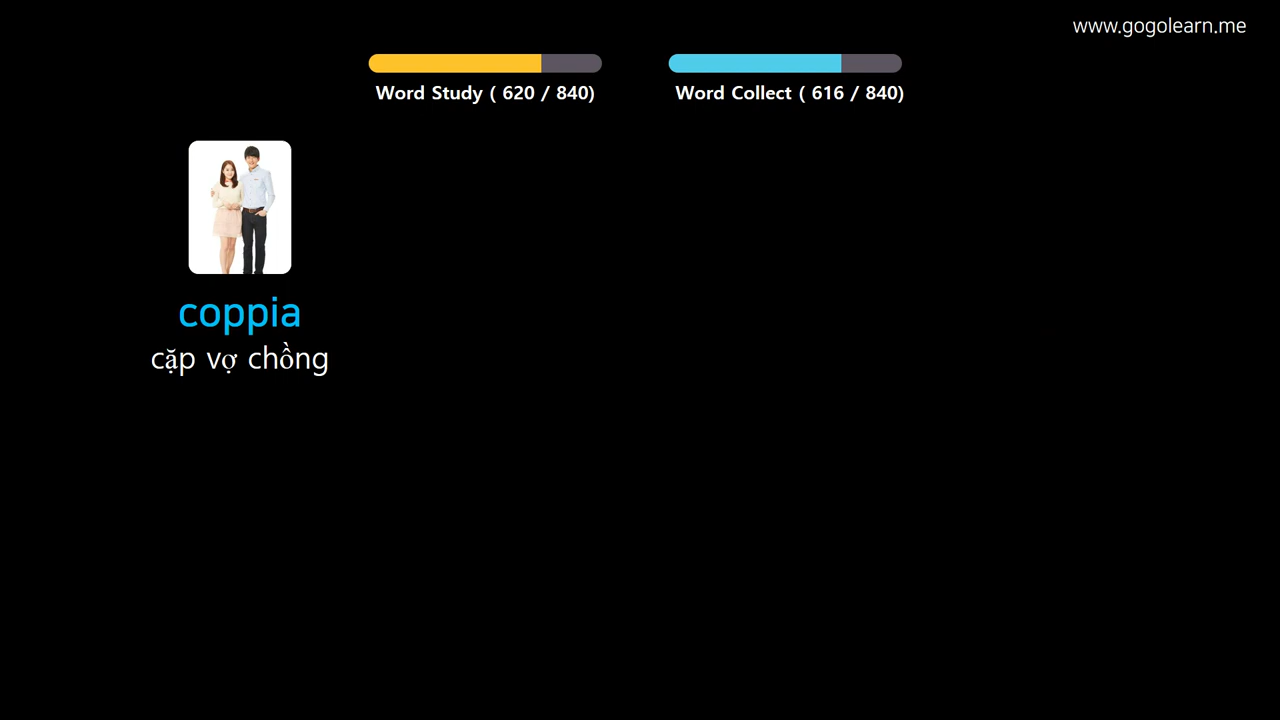 www.gogolearn.me
Word Study ( 620 / 840)
Word Collect ( 616 / 840)
coppia
cặp vợ chồng